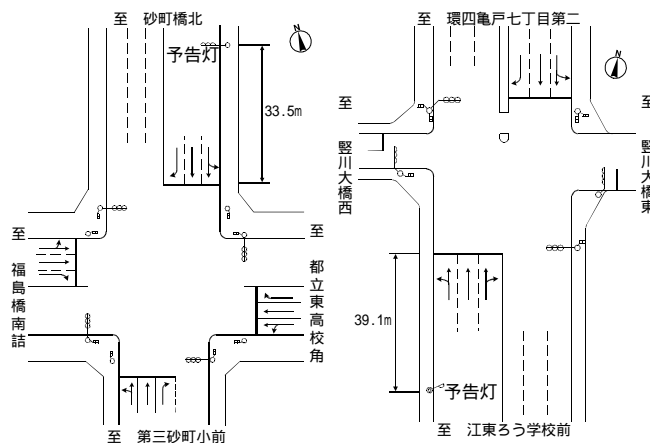 至 砂町橋北
予告灯
N
33.5m
至
福島橋南詰
至
都立東高校角
至 第三砂町小前
至 環四亀戸七丁目第二
N
至
竪川大橋西
至
竪川大橋東
39.1m
予告灯
至 江東ろう学校前